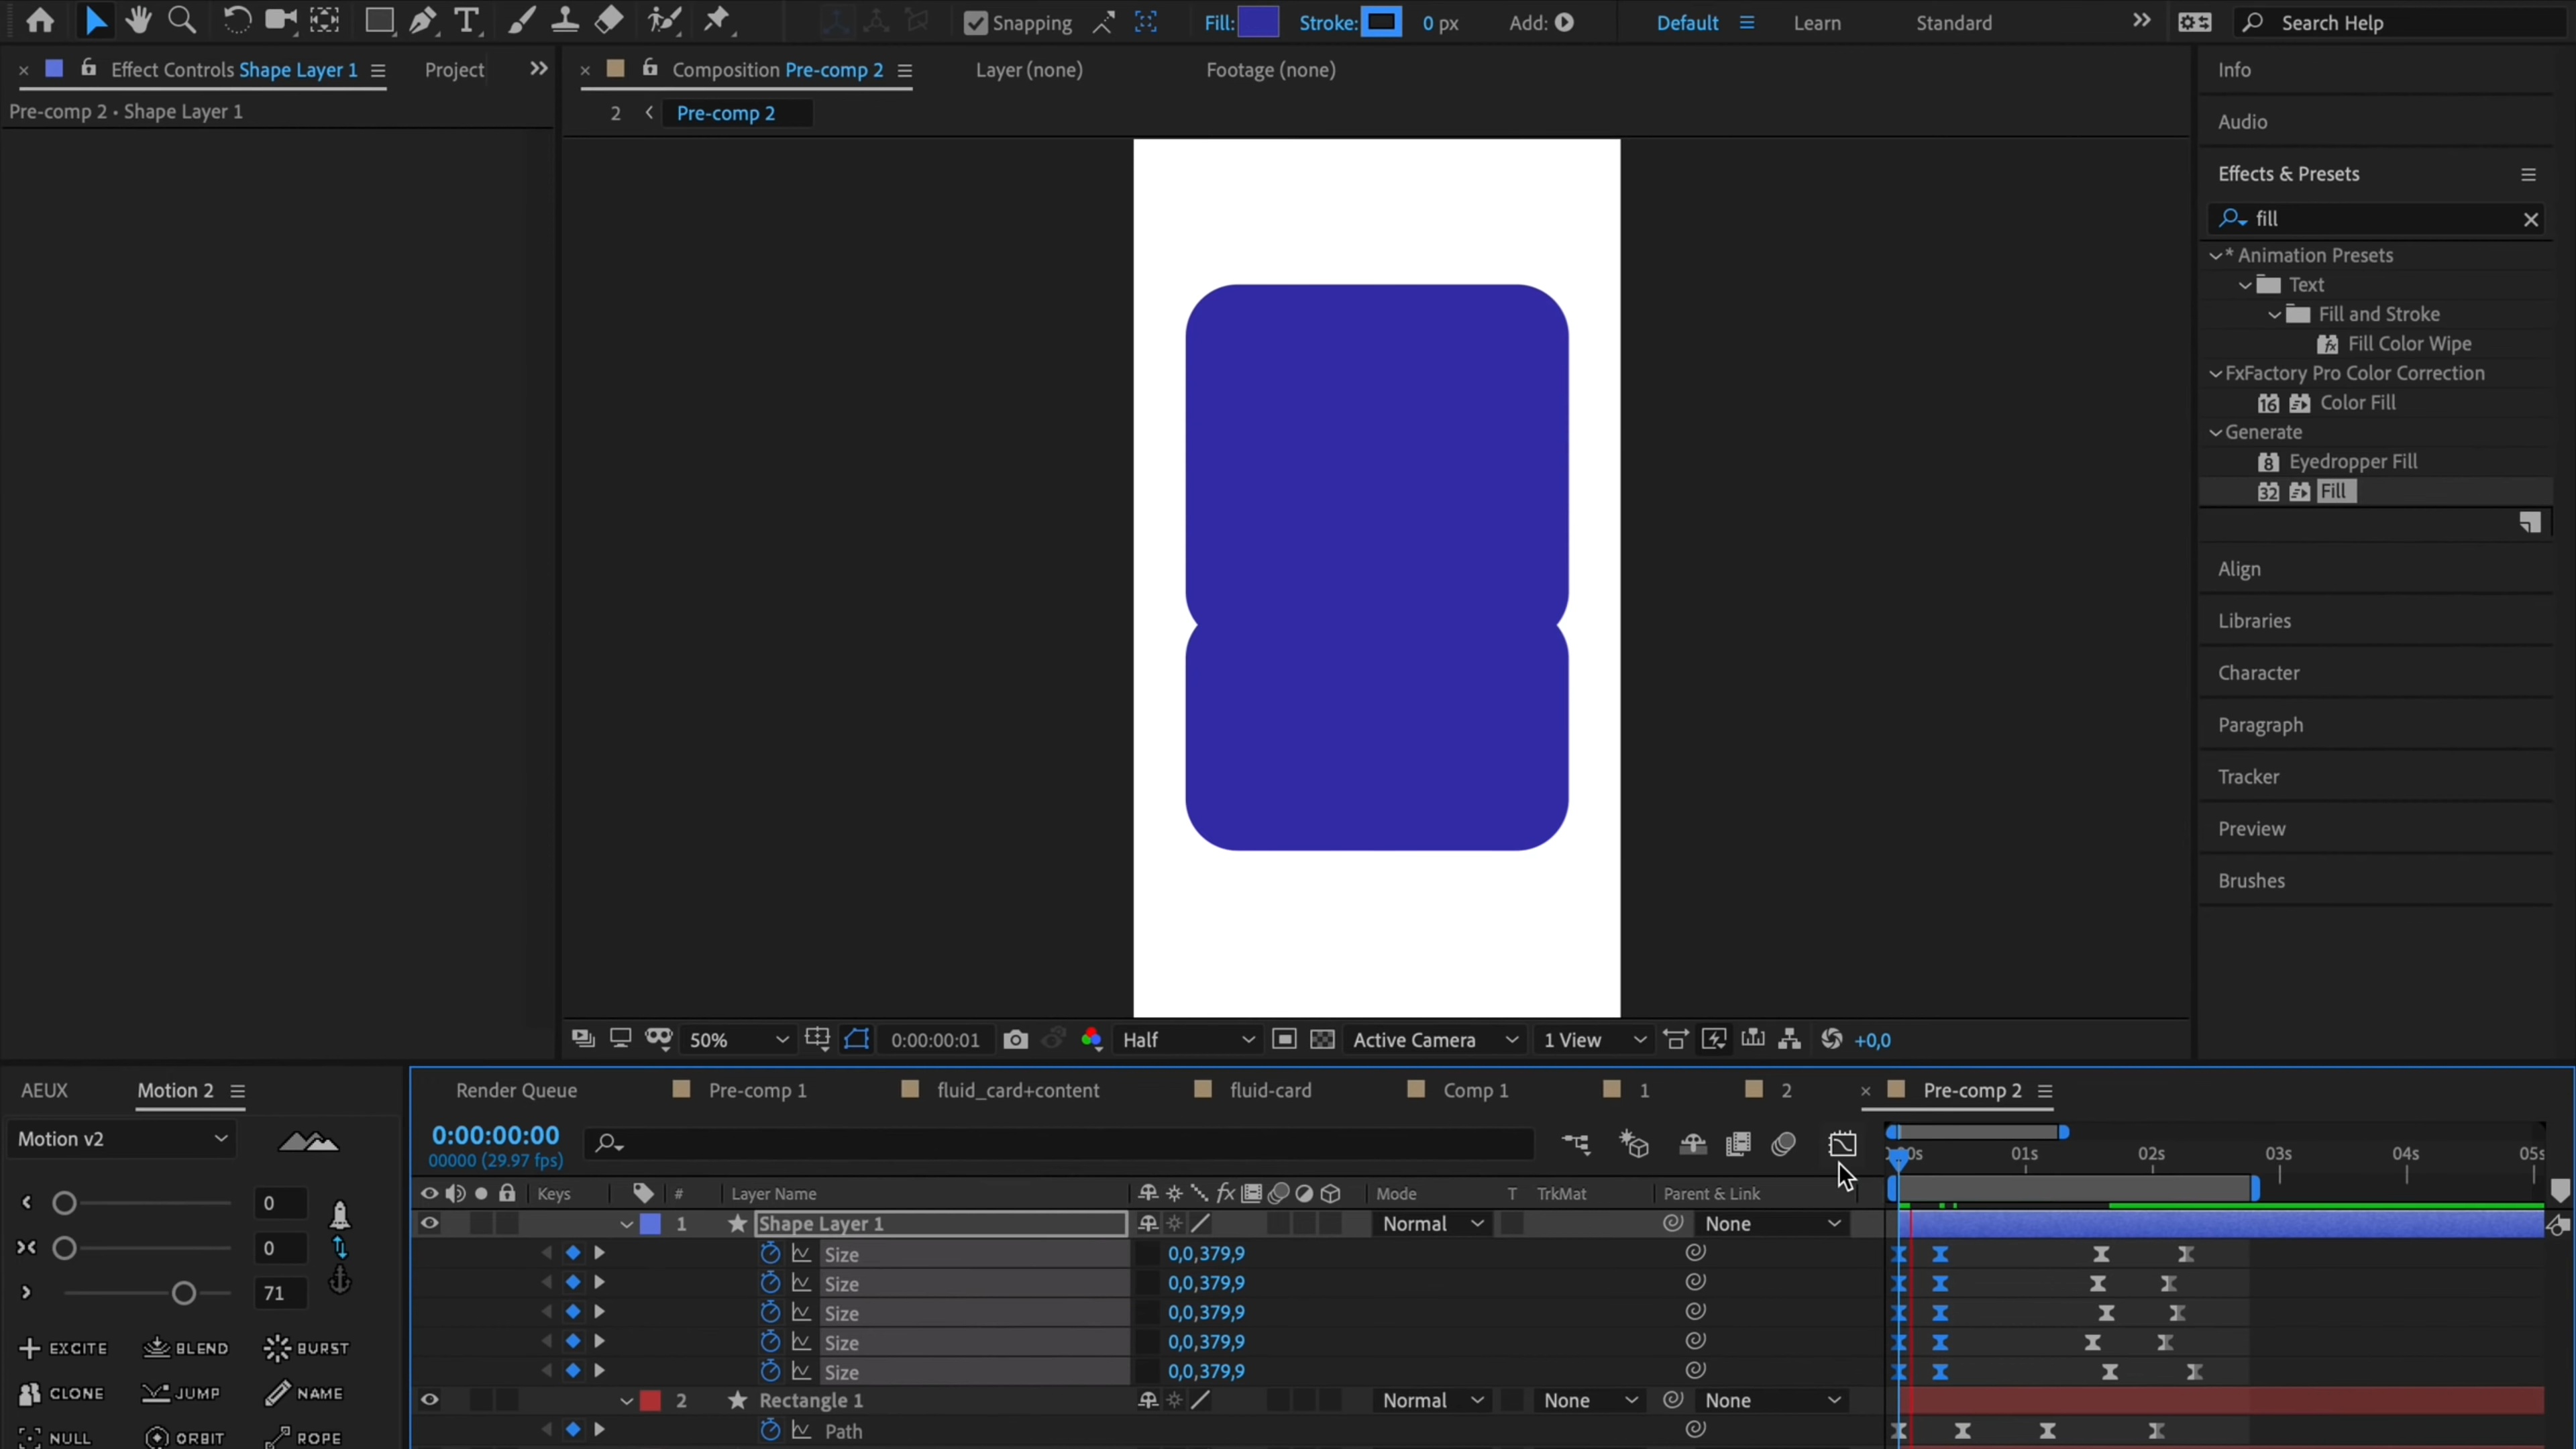 Snapping Fill: Stroke: 0 px Add: Default Learn Standard Search Help
Effect Controls Shape Layer 1 Project
Composition Pre-comp 2 Layer (none) Footage (none)
Info
Pre-comp 2 • Shape Layer 1
2 Pre-comp 2
Audio
Effects & Presets
fill
* Animation Presets
Text
Fill and Stroke
Fill Color Wipe
FxFactory Pro Color Correction
16 Color Fill
Generate
8 Eyedropper Fill
32 Fill
Align
Libraries
Character
Paragraph
Tracker
Preview
Brushes
50% 0:00:00:01 Half Active Camera 1 View +0,0
AEUX Motion 2
Render Queue Pre-comp 1 fluid_card+content fluid-card Comp 1 1 2 Pre-comp 2
Motion v2
0:00:00:00
00000 (29.97 fps)
01s 02s 03s 04s
Keys # Layer Name Mode T TrkMat Parent & Link
0
1 Shape Layer 1 Normal None
0
Size 0,0,379,9
Size 0,0,379,9
71
Size 0,0,379,9
Size 0,0,379,9
EXCITE BLEND BURST
Size 0,0,379,9
CLONE JUMP NAME
2 Rectangle 1 Normal None None
NULL ORBIT ROPE
Path